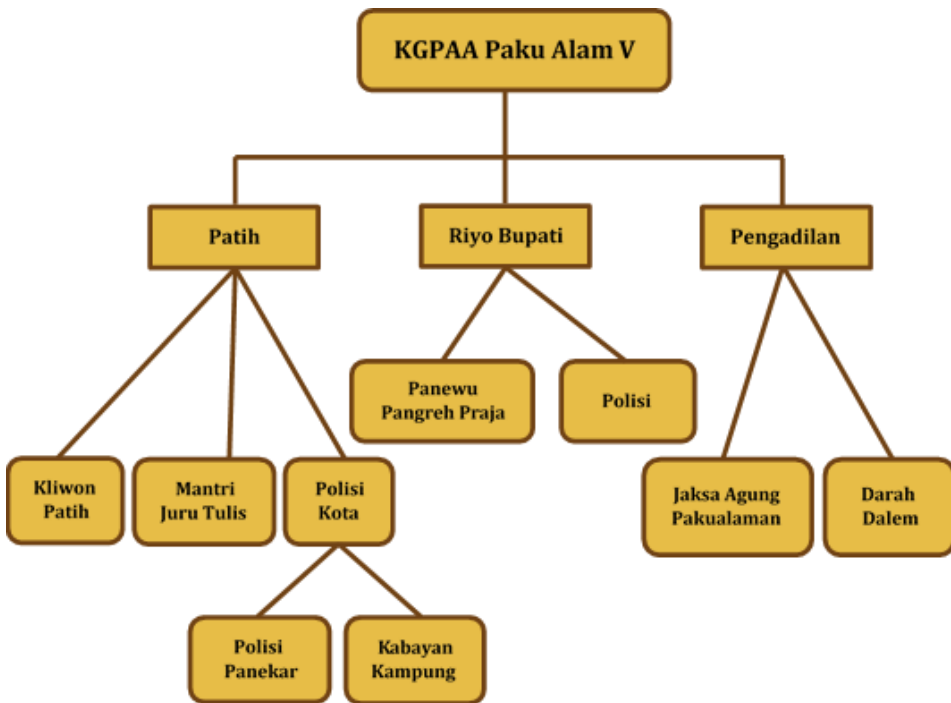 KGPAA Paku Alam V
Patih
Riyo Bupati
Pengadilan
Panewu
Pangreh Praja
Polisi
Kliwon
Patih
Mantri
Juru Tulis
Polisi
Kota
Jaksa Agung
Pakualaman
Darah
Dalem
Polisi
Panekar
Kabayan
Kampung